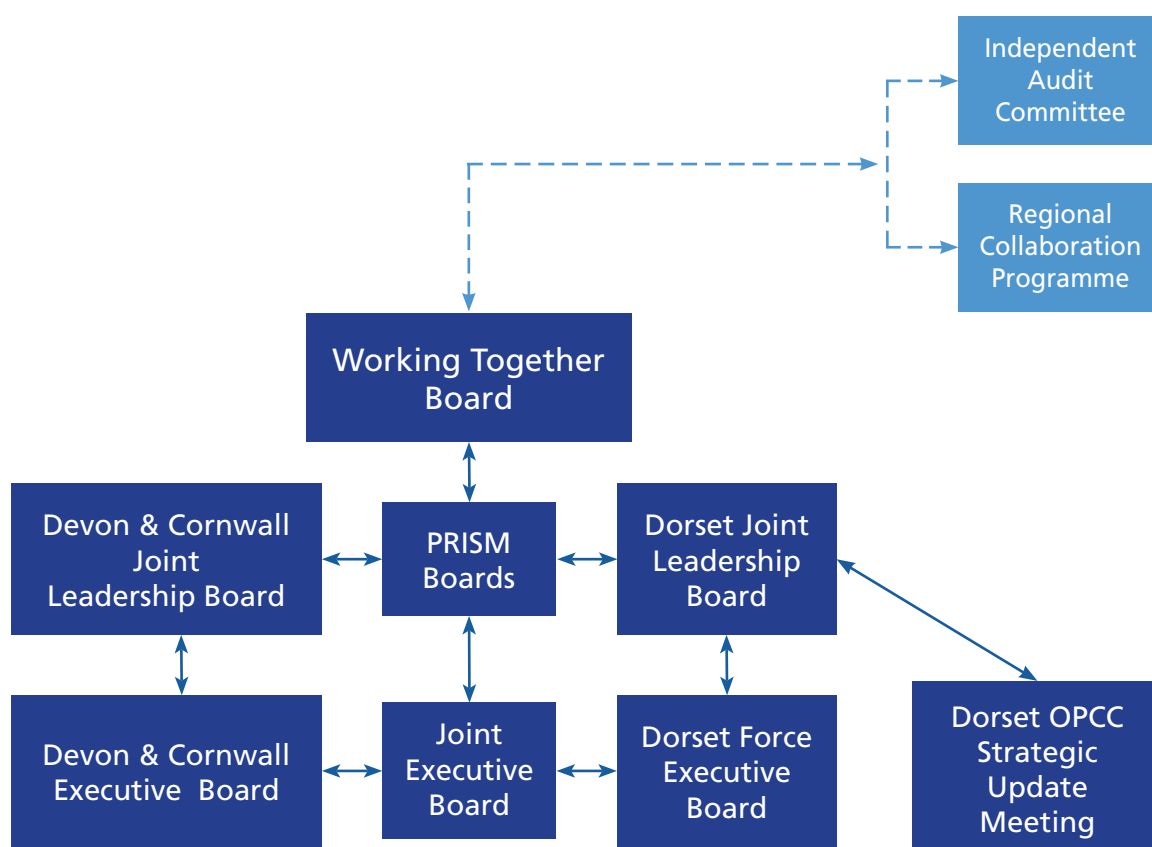 Independent
Audit
Committee
Regional
Collaboration
Programme
Working Together
Board
Devon & Cornwall
Joint
Leadership Board
PRISM
Boards
Dorset Joint
Leadership
Board
Devon & Cornwall
Executive Board
Joint
Executive
Board
Dorset Force
Executive
Board
Dorset OPCC
Strategic
Update
Meeting